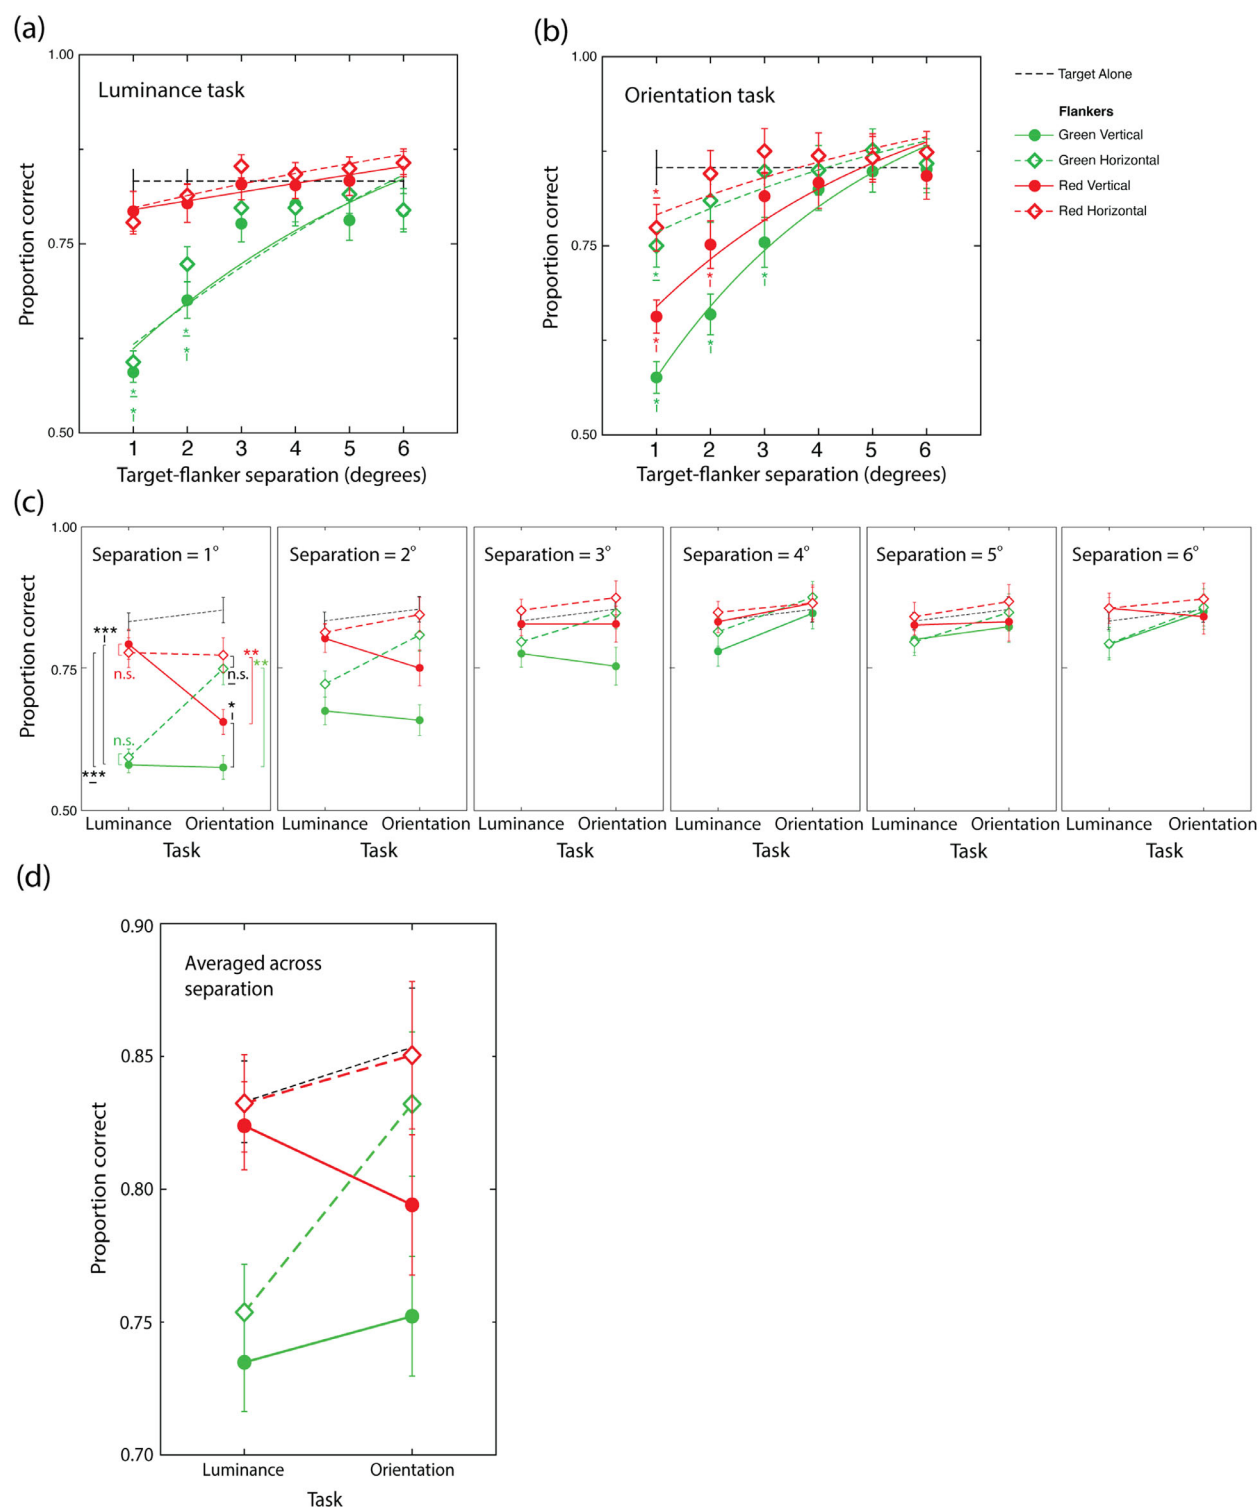 (a)
1.00
0.75
0.50
Proportion correct
Luminance task
1 2 3 4 5 6
Target-flanker separation (degrees)
*
*
*
*
(b)
1.00
0.75
0.50
Proportion correct
Orientation task
1 2 3 4 5 6
Target-flanker separation (degrees)
*
*
*
*
*
*
*
Target Alone
Flankers
Green Vertical
Green Horizontal
Red Vertical
Red Horizontal
(c)
1.00
0.75
0.50
Proportion correct
Separation = 1°
***
n.s.
n.s.
***
**
**
n.s.
*
Luminance Orientation
Task
Separation = 2°
Luminance Orientation
Task
Separation = 3°
Luminance Orientation
Task
Separation = 4°
Luminance Orientation
Task
Separation = 5°
Luminance Orientation
Task
Separation = 6°
Luminance Orientation
Task
(d)
0.90
0.85
0.80
0.75
0.70
Proportion correct
Averaged across
separation
Luminance Orientation
Task